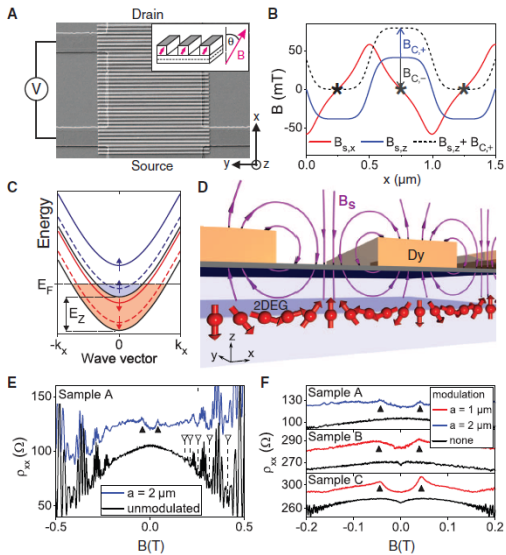 A
Drain
V
Source
θ
B
x
y
z
B
B (mT)
50
0
-50
B_C,+
B_C,-
B_s,x
B_s,z
B_s,z + B_C,+
0.0
0.5
1.0
1.5
x (μm)
C
Energy
E_F
E_Z
-k_x
0
k_x
Wave vector
D
B_S
Dy
2DEG
z
y
x
E
Sample A
ρ_xx (Ω)
150
100
50
a = 2 μm
unmodulated
-0.5
0.0
0.5
B(T)
F
Sample A
modulation
a = 1 μm
a = 2 μm
none
Sample B
Sample C
ρ_xx (Ω)
130
100
290
270
300
260
-0.2
-0.1
0.0
0.1
0.2
B(T)